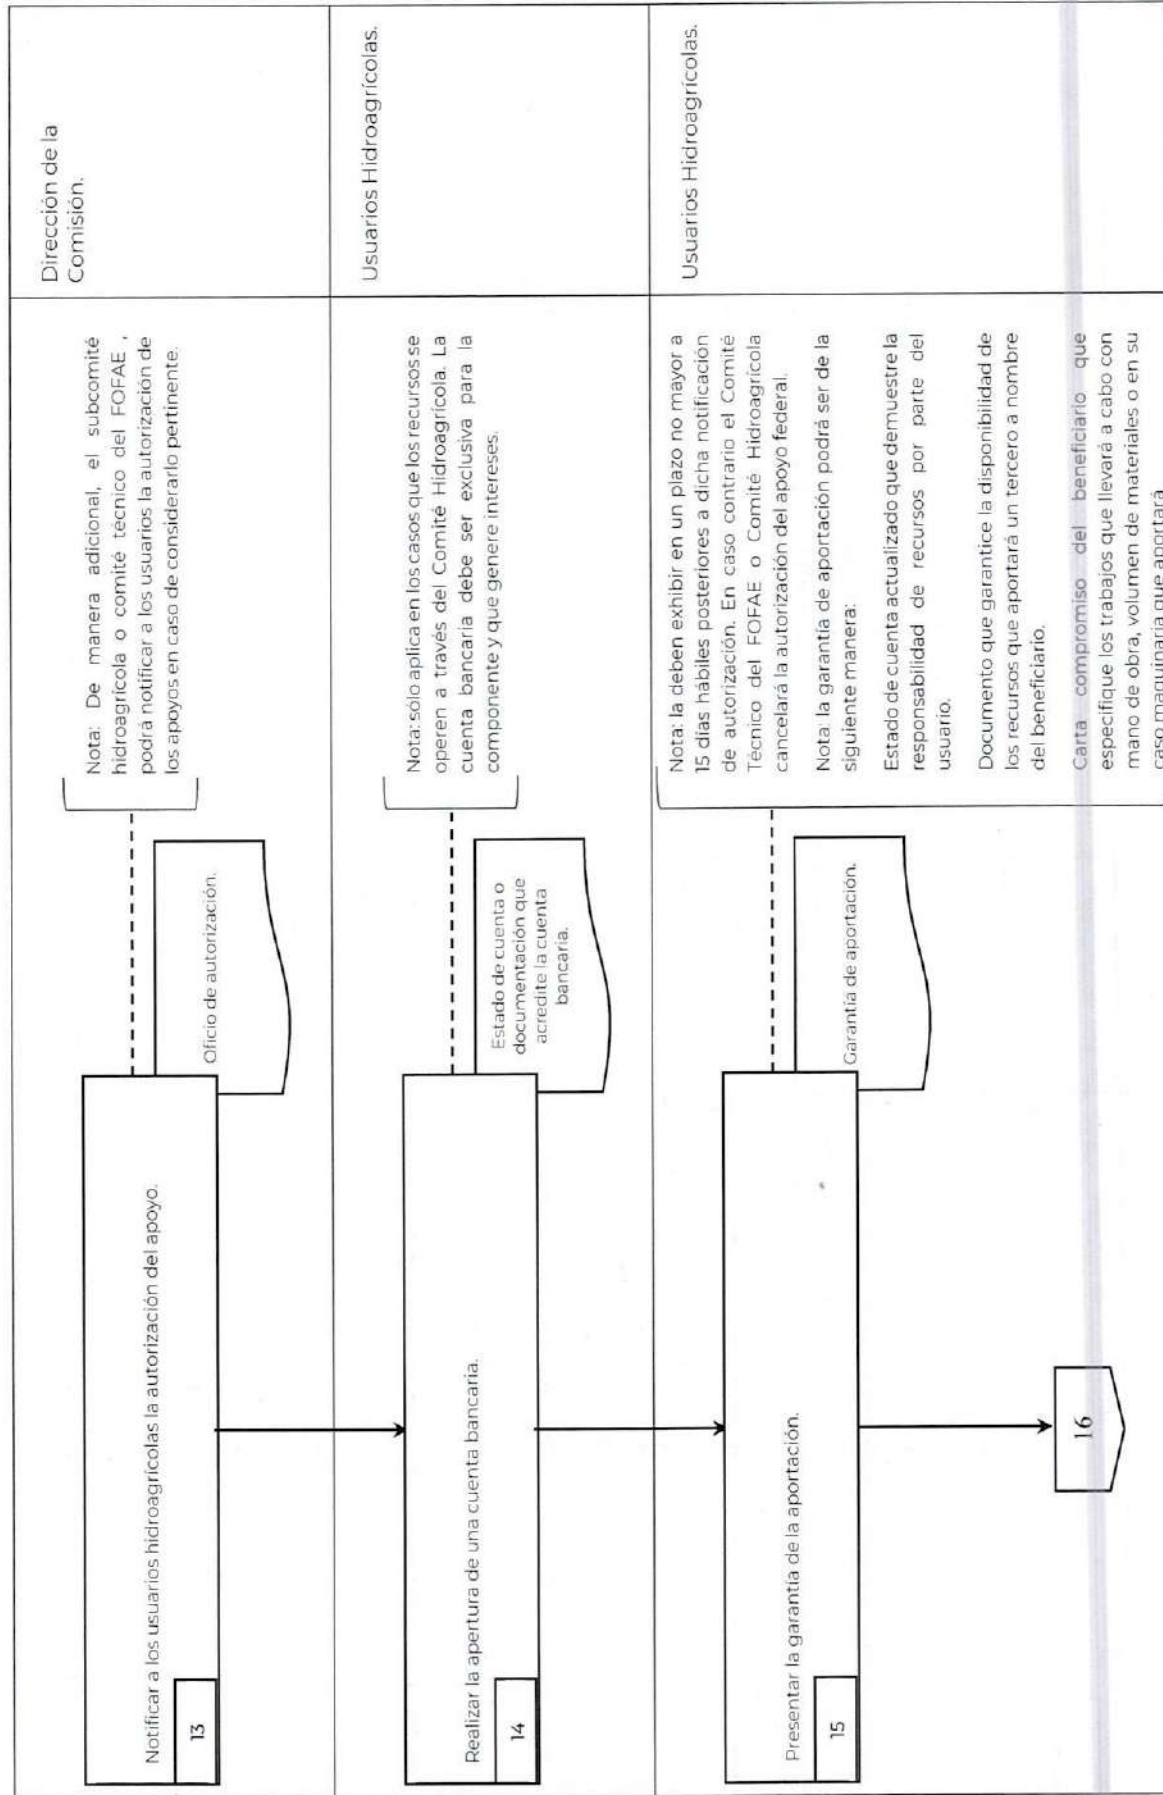 Notificar a los usuarios hidroagrícolas la autorización del apoyo.
13
Oficio de autorización.
Nota: De manera adicional, el subcomité
hidroagrícola o comité técnico del FOFAE ,
podrá notificar a los usuarios la autorización de
los apoyos en caso de considerarlo pertinente.
Dirección de la
Comisión.
Realizar la apertura de una cuenta bancaria.
14
Estado de cuenta o
documentación que
acredite la cuenta
bancaria.
Nota: sólo aplica en los casos que los recursos se
operen a través del Comité Hidroagrícola. La
cuenta bancaria debe ser exclusiva para la
componente y que genere intereses.
Usuarios Hidroagrícolas.
Presentar la garantía de la aportación.
15
Garantía de aportación.
Nota: la deben exhibir en un plazo no mayor a
15 días hábiles posteriores a dicha notificación
de autorización. En caso contrario el Comité
Técnico del FOFAE o Comité Hidroagrícola
cancelará la autorización del apoyo federal.
Nota: la garantía de aportación podrá ser de la
siguiente manera:
Estado de cuenta actualizado que demuestre la
responsabilidad de recursos por parte del
usuario.
Documento que garantice la disponibilidad de
los recursos que aportará un tercero a nombre
del beneficiario.
Carta compromiso del beneficiario que
especifique los trabajos que llevará a cabo con
mano de obra, volumen de materiales o en su
caso maquinaria que aportará
Usuarios Hidroagrícolas.
16